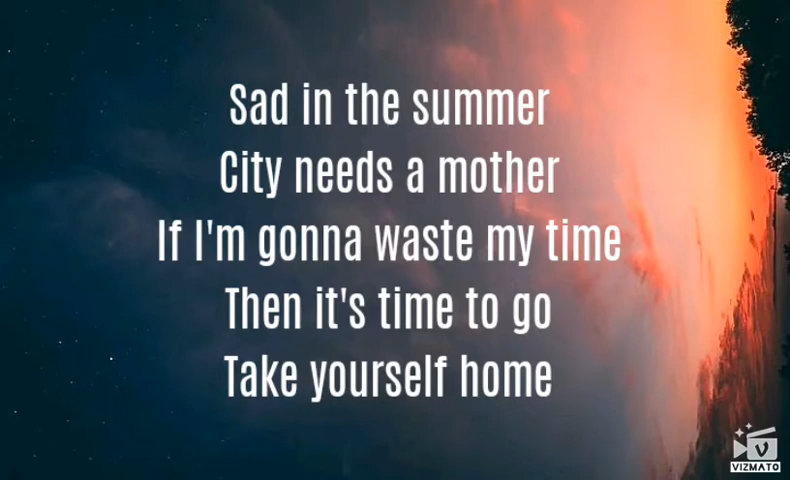 Sad in the summer
City needs a mother
If I'm gonna waste my time
Then it's time to go
Take yourself home
VIZMATO